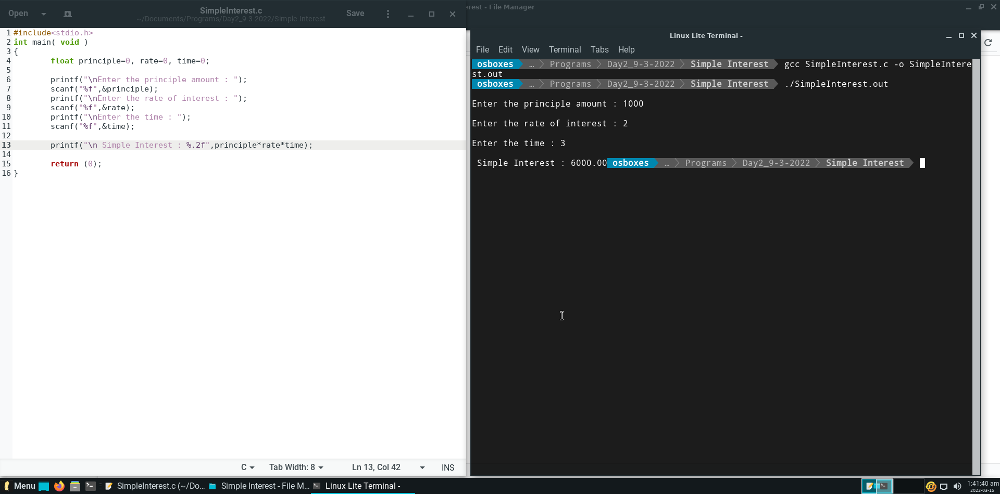 Open
SimpleInterest.c
~/Documents/Programs/Day2_9-3-2022/Simple Interest
Save
1 #include<stdio.h>
2 int main( void )
3 {
4 float principle=0, rate=0, time=0;
5
6 printf("\nEnter the principle amount : ");
7 scanf("%f",&principle);
8 printf("\nEnter the rate of interest : ");
9 scanf("%f",&rate);
10 printf("\nEnter the time : ");
11 scanf("%f",&time);
12
13 printf("\n Simple Interest : %.2f",principle*rate*time);
14
15 return (0);
16 }
C
Tab Width: 8
Ln 13, Col 42
INS
erest - File Manager
Linux Lite Terminal -
File Edit View Terminal Tabs Help
osboxes … Programs Day2_9-3-2022 Simple Interest gcc SimpleInterest.c -o SimpleIntere
st.out
osboxes … Programs Day2_9-3-2022 Simple Interest ./SimpleInterest.out
Enter the principle amount : 1000
Enter the rate of interest : 2
Enter the time : 3
Simple Interest : 6000.00 osboxes … Programs Day2_9-3-2022 Simple Interest
Menu
SimpleInterest.c (~/Do...
Simple Interest - File M...
Linux Lite Terminal -
1:41:40 am
2022-03-15